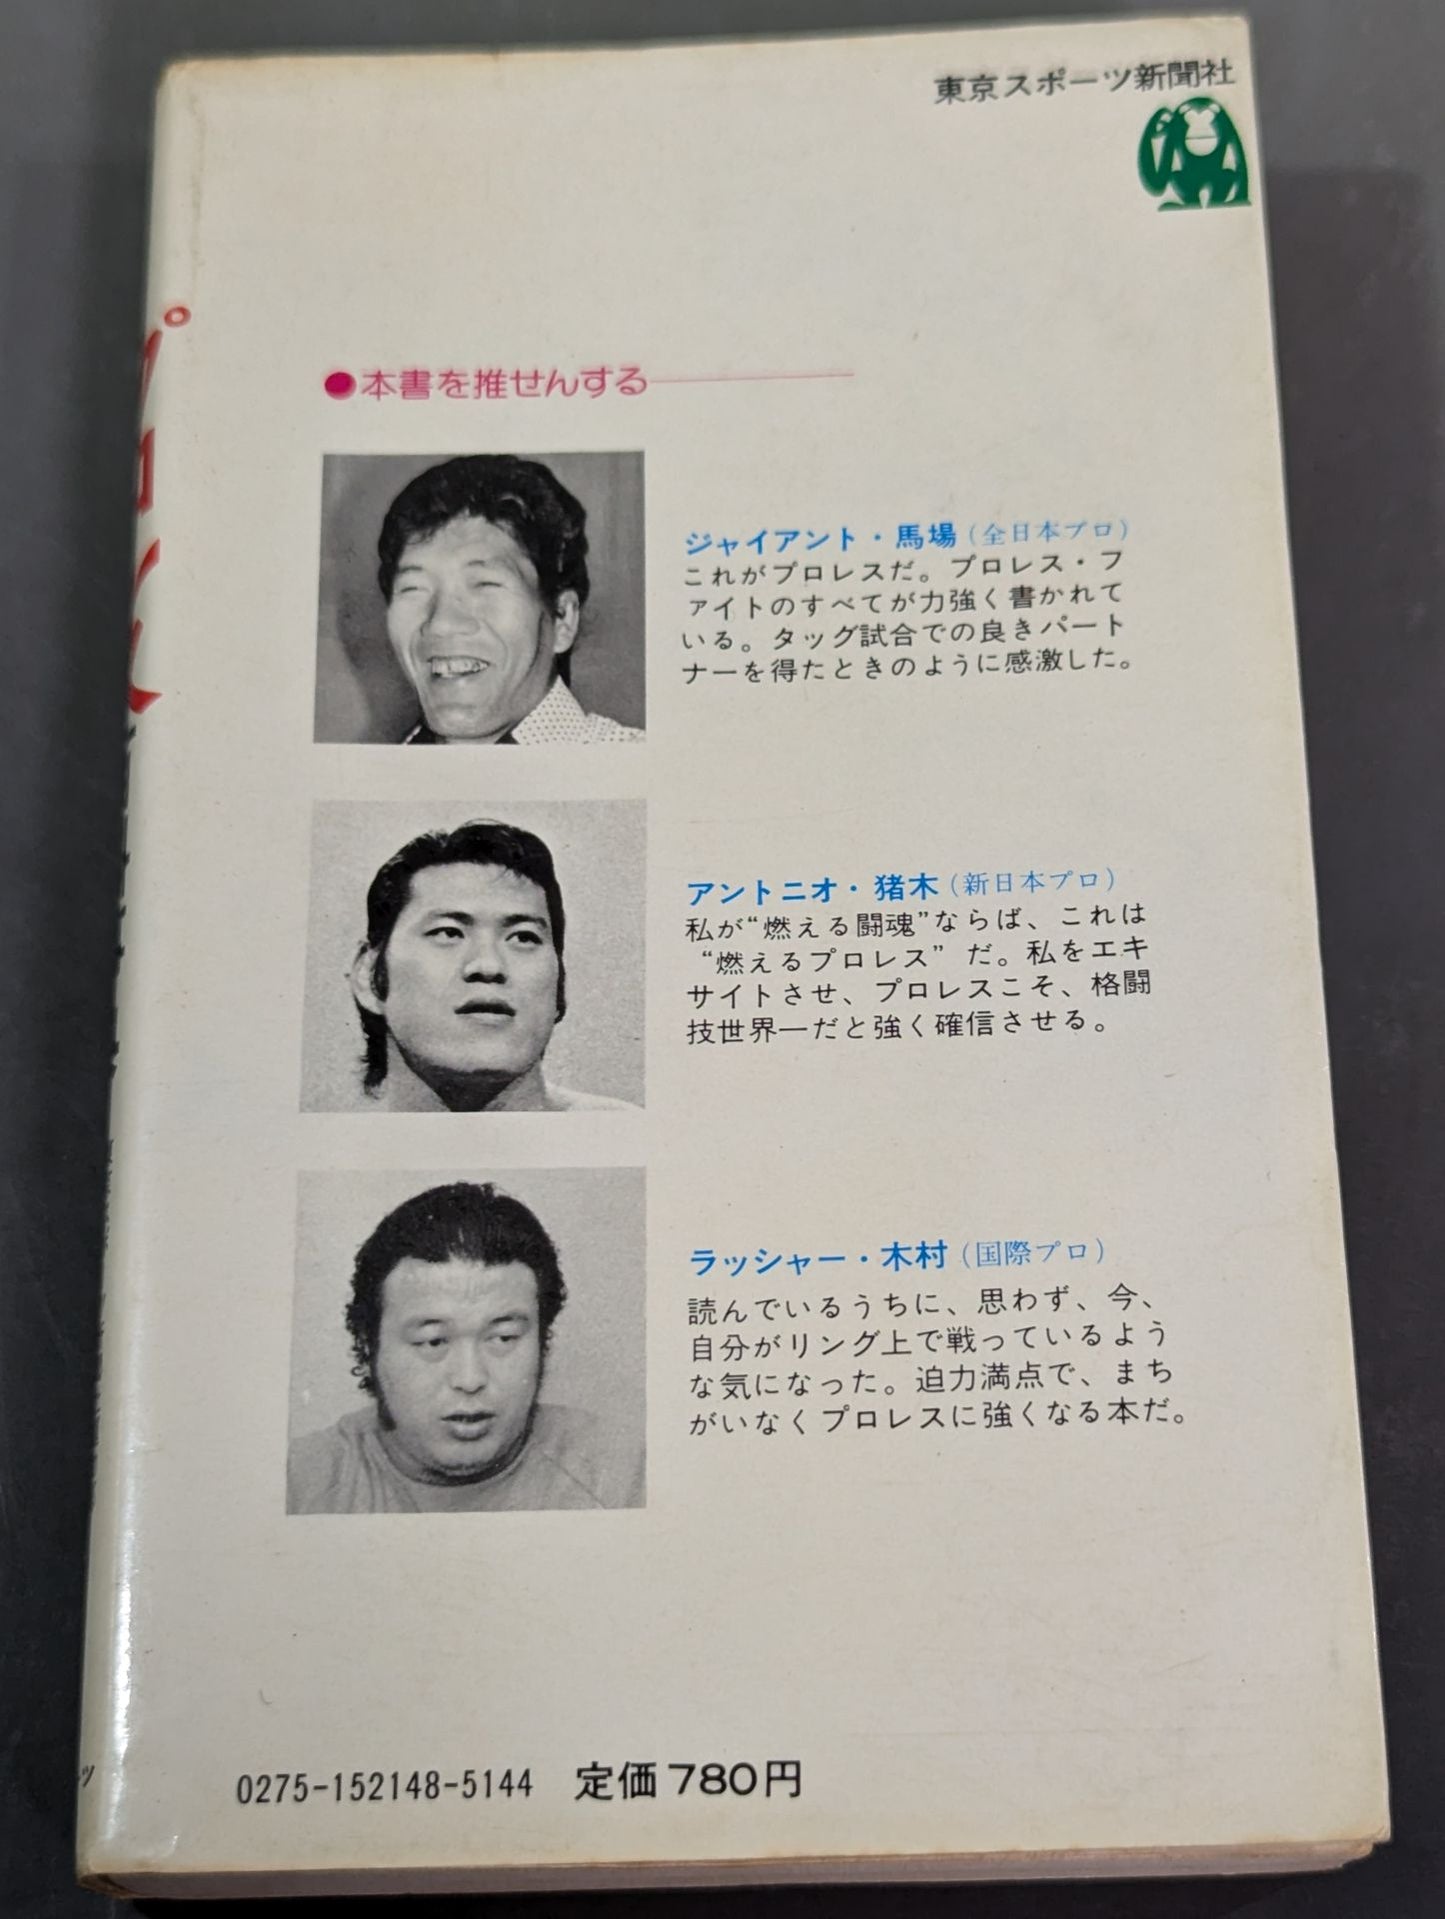 東京スポーツ新聞社
●本書を推せんする
ジャイアント・馬場(全日本プロ)
これがプロレスだ。プロレス・フ
ァイトのすべてが力強く書かれて
いる。タッグ試合での良きパート
ナーを得たときのように感激した。
アントニオ・猪木(新日本プロ)
私が“燃える闘魂”ならば、これは
“燃えるプロレス”だ。私をエキ
サイトさせ、プロレスこそ、格闘
技世界一だと強く確信させる。
ラッシャー・木村(国際プロ)
読んでいるうちに、思わず、今、
自分がリング上で戦っているよう
な気になった。迫力満点で、まち
がいなくプロレスに強くなる本だ。
0275-152148-5144 定価780円